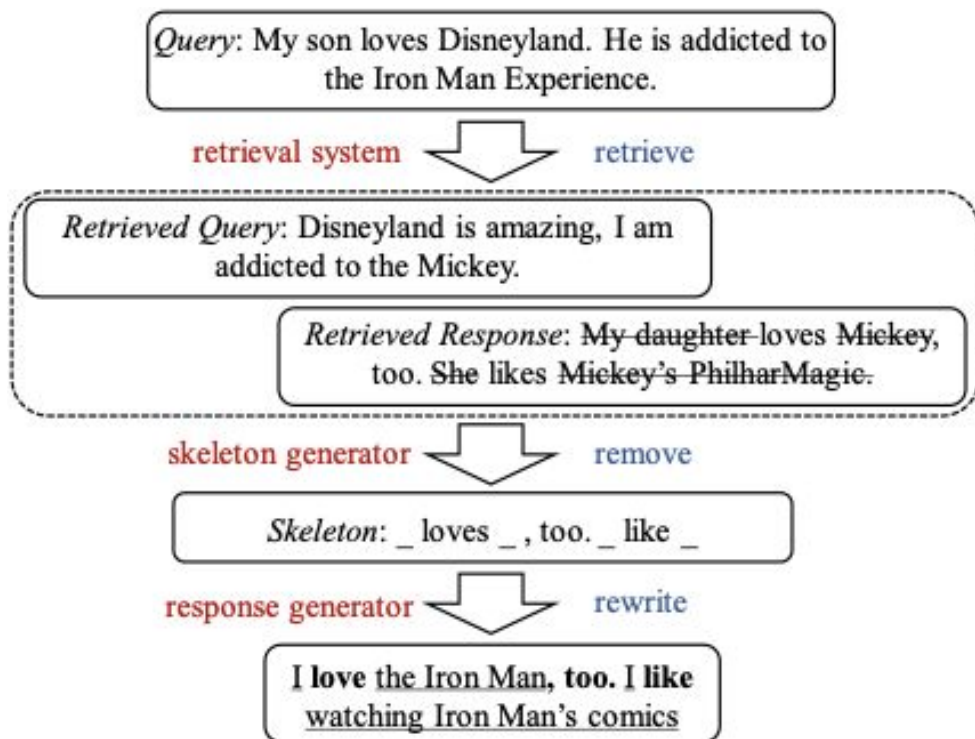 Query: My son loves Disneyland. He is addicted to
the Iron Man Experience.
retrieval system retrieve
Retrieved Query: Disneyland is amazing, I am
addicted to the Mickey.
Retrieved Response: My daughter loves Mickey,
too. She likes Mickey's PhilharMagic.
skeleton generator remove
Skeleton: _ loves _ , too. _ like _
response generator rewrite
I love the Iron Man, too. I like
watching Iron Man's comics